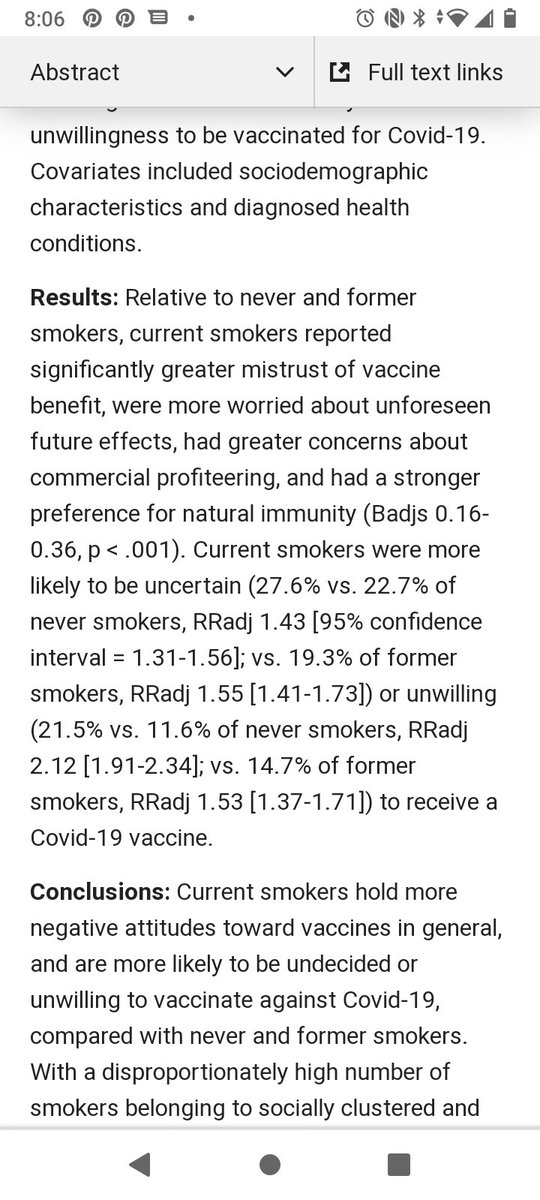 8:06
Abstract
Full text links
unwillingness to be vaccinated for Covid-19.
Covariates included sociodemographic
characteristics and diagnosed health
conditions.
Results: Relative to never and former
smokers, current smokers reported
significantly greater mistrust of vaccine
benefit, were more worried about unforeseen
future effects, had greater concerns about
commercial profiteering, and had a stronger
preference for natural immunity (Badjs 0.16-
0.36, p < .001). Current smokers were more
likely to be uncertain (27.6% vs. 22.7% of
never smokers, RRadj 1.43 [95% confidence
interval = 1.31-1.56]; vs. 19.3% of former
smokers, RRadj 1.55 [1.41-1.73]) or unwilling
(21.5% vs. 11.6% of never smokers, RRadj
2.12 [1.91-2.34]; vs. 14.7% of former
smokers, RRadj 1.53 [1.37-1.71]) to receive a
Covid-19 vaccine.
Conclusions: Current smokers hold more
negative attitudes toward vaccines in general,
and are more likely to be undecided or
unwilling to vaccinate against Covid-19,
compared with never and former smokers.
With a disproportionately high number of
smokers belonging to socially clustered and